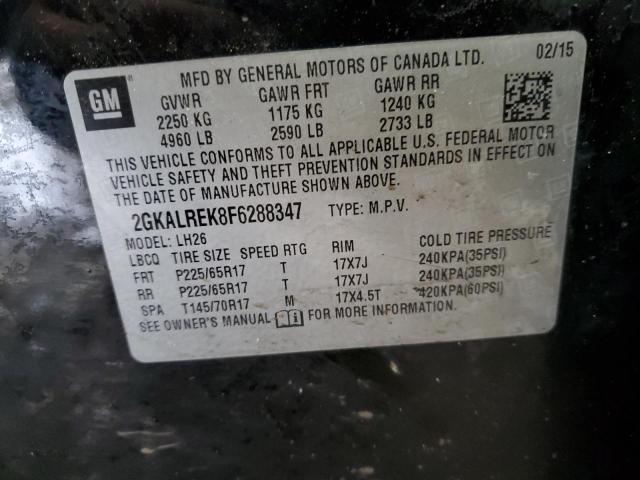 MFD BY GENERAL MOTORS OF CANADA LTD. 02/15
GM
GVWR GAWR FRT GAWR RR
2250 KG 1175 KG 1240 KG
4960 LB 2590 LB 2733 LB
THIS VEHICLE CONFORMS TO ALL APPLICABLE U.S. FEDERAL MOTOR
VEHICLE SAFETY AND THEFT PREVENTION STANDARDS IN EFFECT ON
THE DATE OF MANUFACTURE SHOWN ABOVE.
2GKALREK8F6288347 TYPE: M.P.V.
MODEL: LH26
LBCQ TIRE SIZE SPEED RTG RIM COLD TIRE PRESSURE
FRT P225/65R17 T 17X7J 240KPA(35PSI)
RR P225/65R17 T 17X7J 240KPA(35PSI)
SPA T145/70R17 M 17X4.5T 420KPA(60PSI)
SEE OWNER'S MANUAL FOR MORE INFORMATION.